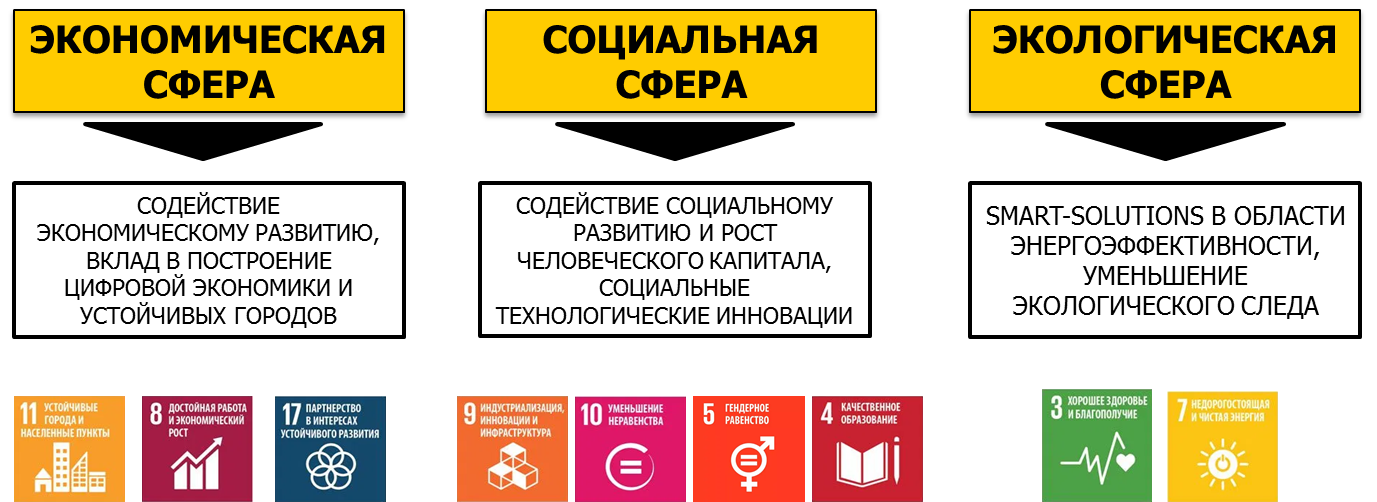 ЭКОНОМИЧЕСКАЯ
СФЕРА
СОДЕЙСТВИЕ
ЭКОНОМИЧЕСКОМУ РАЗВИТИЮ,
ВКЛАД В ПОСТРОЕНИЕ
ЦИФРОВОЙ ЭКОНОМИКИ И
УСТОЙЧИВЫХ ГОРОДОВ
11 УСТОЙЧИВЫЕ
ГОРОДА И
НАСЕЛЕННЫЕ ПУНКТЫ
8 ДОСТОЙНАЯ РАБОТА
И ЭКОНОМИЧЕСКИЙ
РОСТ
17 ПАРТНЕРСТВО
В ИНТЕРЕСАХ
УСТОЙЧИВОГО РАЗВИТИЯ
СОЦИАЛЬНАЯ
СФЕРА
СОДЕЙСТВИЕ СОЦИАЛЬНОМУ
РАЗВИТИЮ И РОСТ
ЧЕЛОВЕЧЕСКОГО КАПИТАЛА,
СОЦИАЛЬНЫЕ
ТЕХНОЛОГИЧЕСКИЕ ИННОВАЦИИ
9 ИНДУСТРИАЛИЗАЦИЯ,
ИННОВАЦИИ И
ИНФРАСТРУКТУРА
10 УМЕНЬШЕНИЕ
НЕРАВЕНСТВА
5 ГЕНДЕРНОЕ
РАВЕНСТВО
4 КАЧЕСТВЕННОЕ
ОБРАЗОВАНИЕ
ЭКОЛОГИЧЕСКАЯ
СФЕРА
SMART-SOLUTIONS В ОБЛАСТИ
ЭНЕРГОЭФФЕКТИВНОСТИ,
УМЕНЬШЕНИЕ
ЭКОЛОГИЧЕСКОГО СЛЕДА
3 ХОРОШЕЕ ЗДОРОВЬЕ
И БЛАГОПОЛУЧИЕ
7 НЕДОРОГОСТОЯЩАЯ
И ЧИСТАЯ ЭНЕРГИЯ